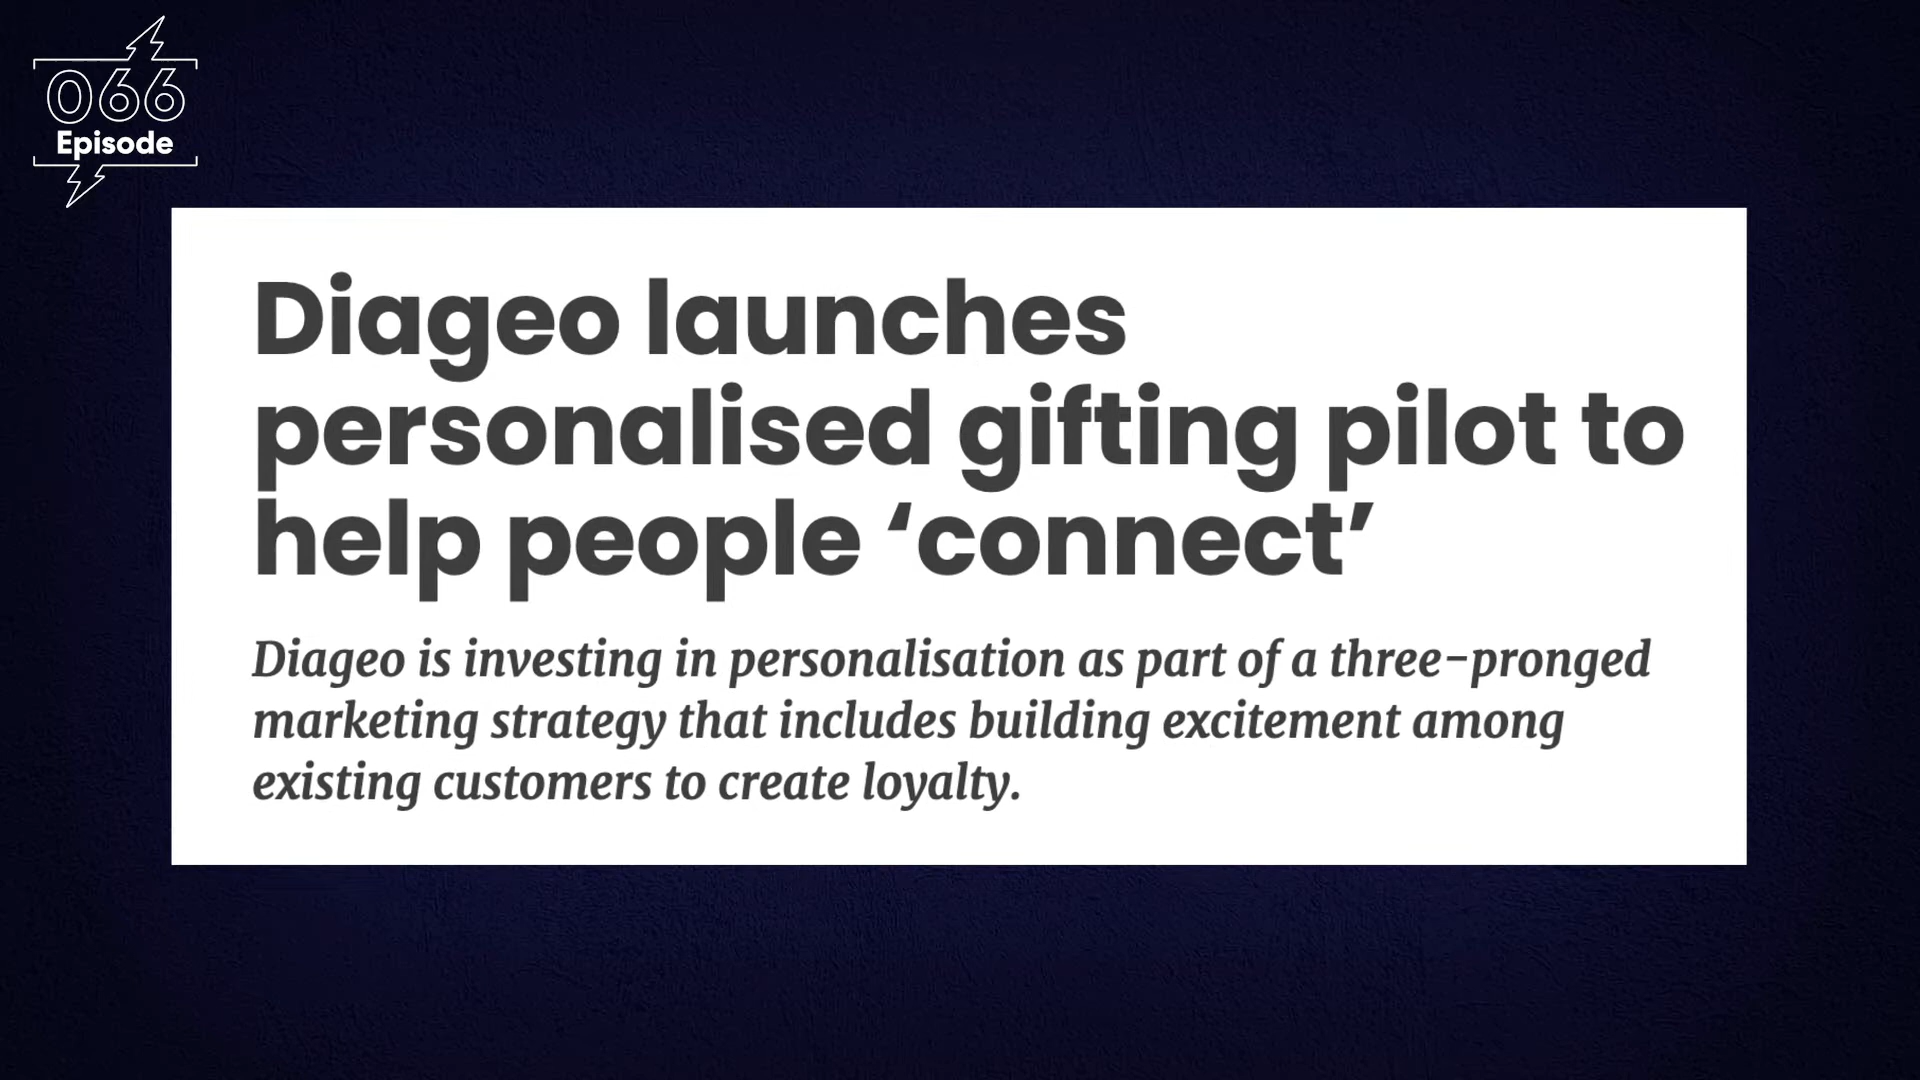 066
Episode
Diageo launches
personalised gifting pilot to
help people ‘connect’
Diageo is investing in personalisation as part of a three-pronged
marketing strategy that includes building excitement among
existing customers to create loyalty.